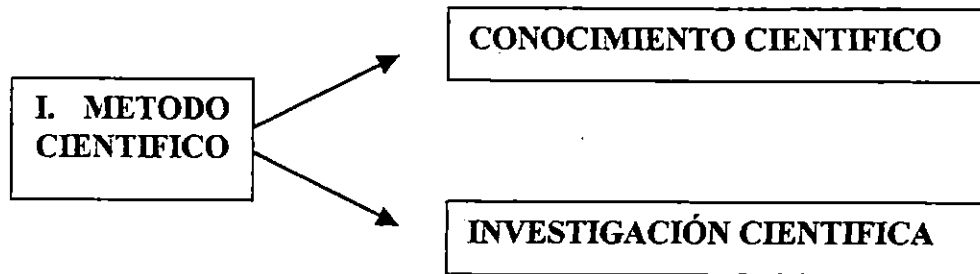 CONOCIMIENTO CIENTIFICO
I. METODO
CIENTIFICO
INVESTIGACIÓN CIENTIFICA